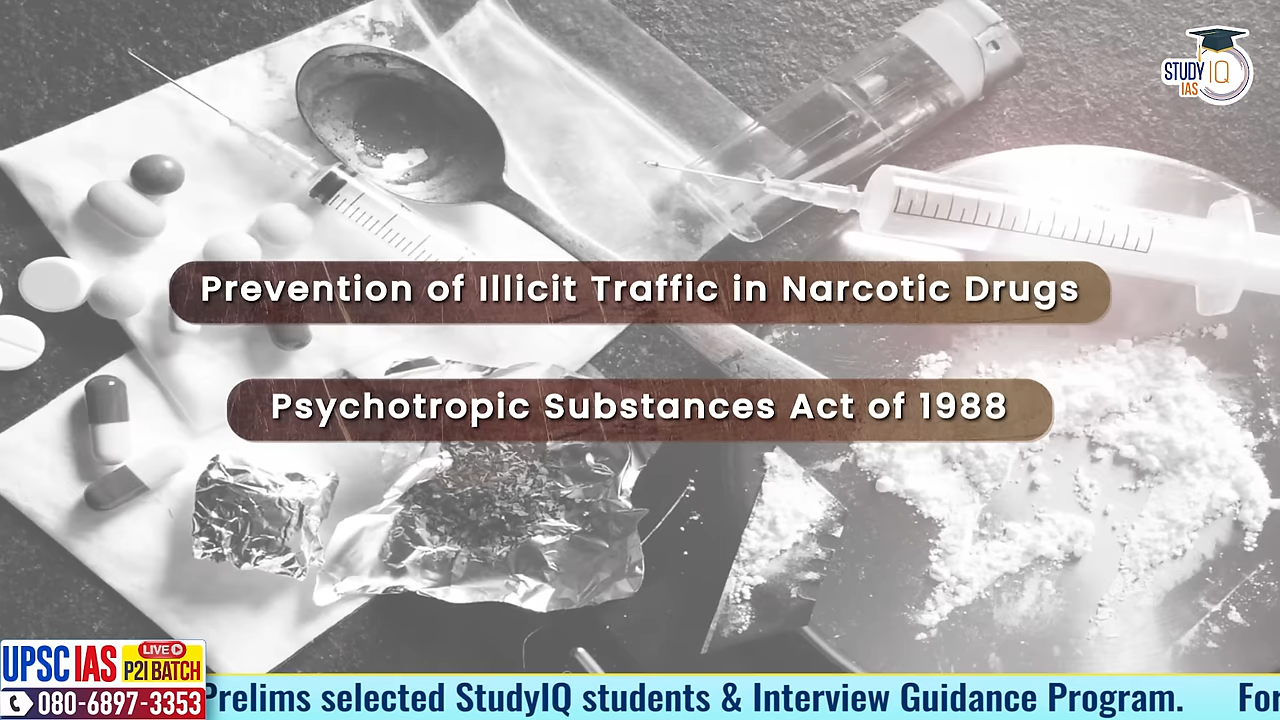 STUDY IQ
IAS
Prevention of Illicit Traffic in Narcotic Drugs
Psychotropic Substances Act of 1988
UPSC IAS LIVE
P2I BATCH
080-6897-3353
Prelims selected StudyIQ students & Interview Guidance Program. For